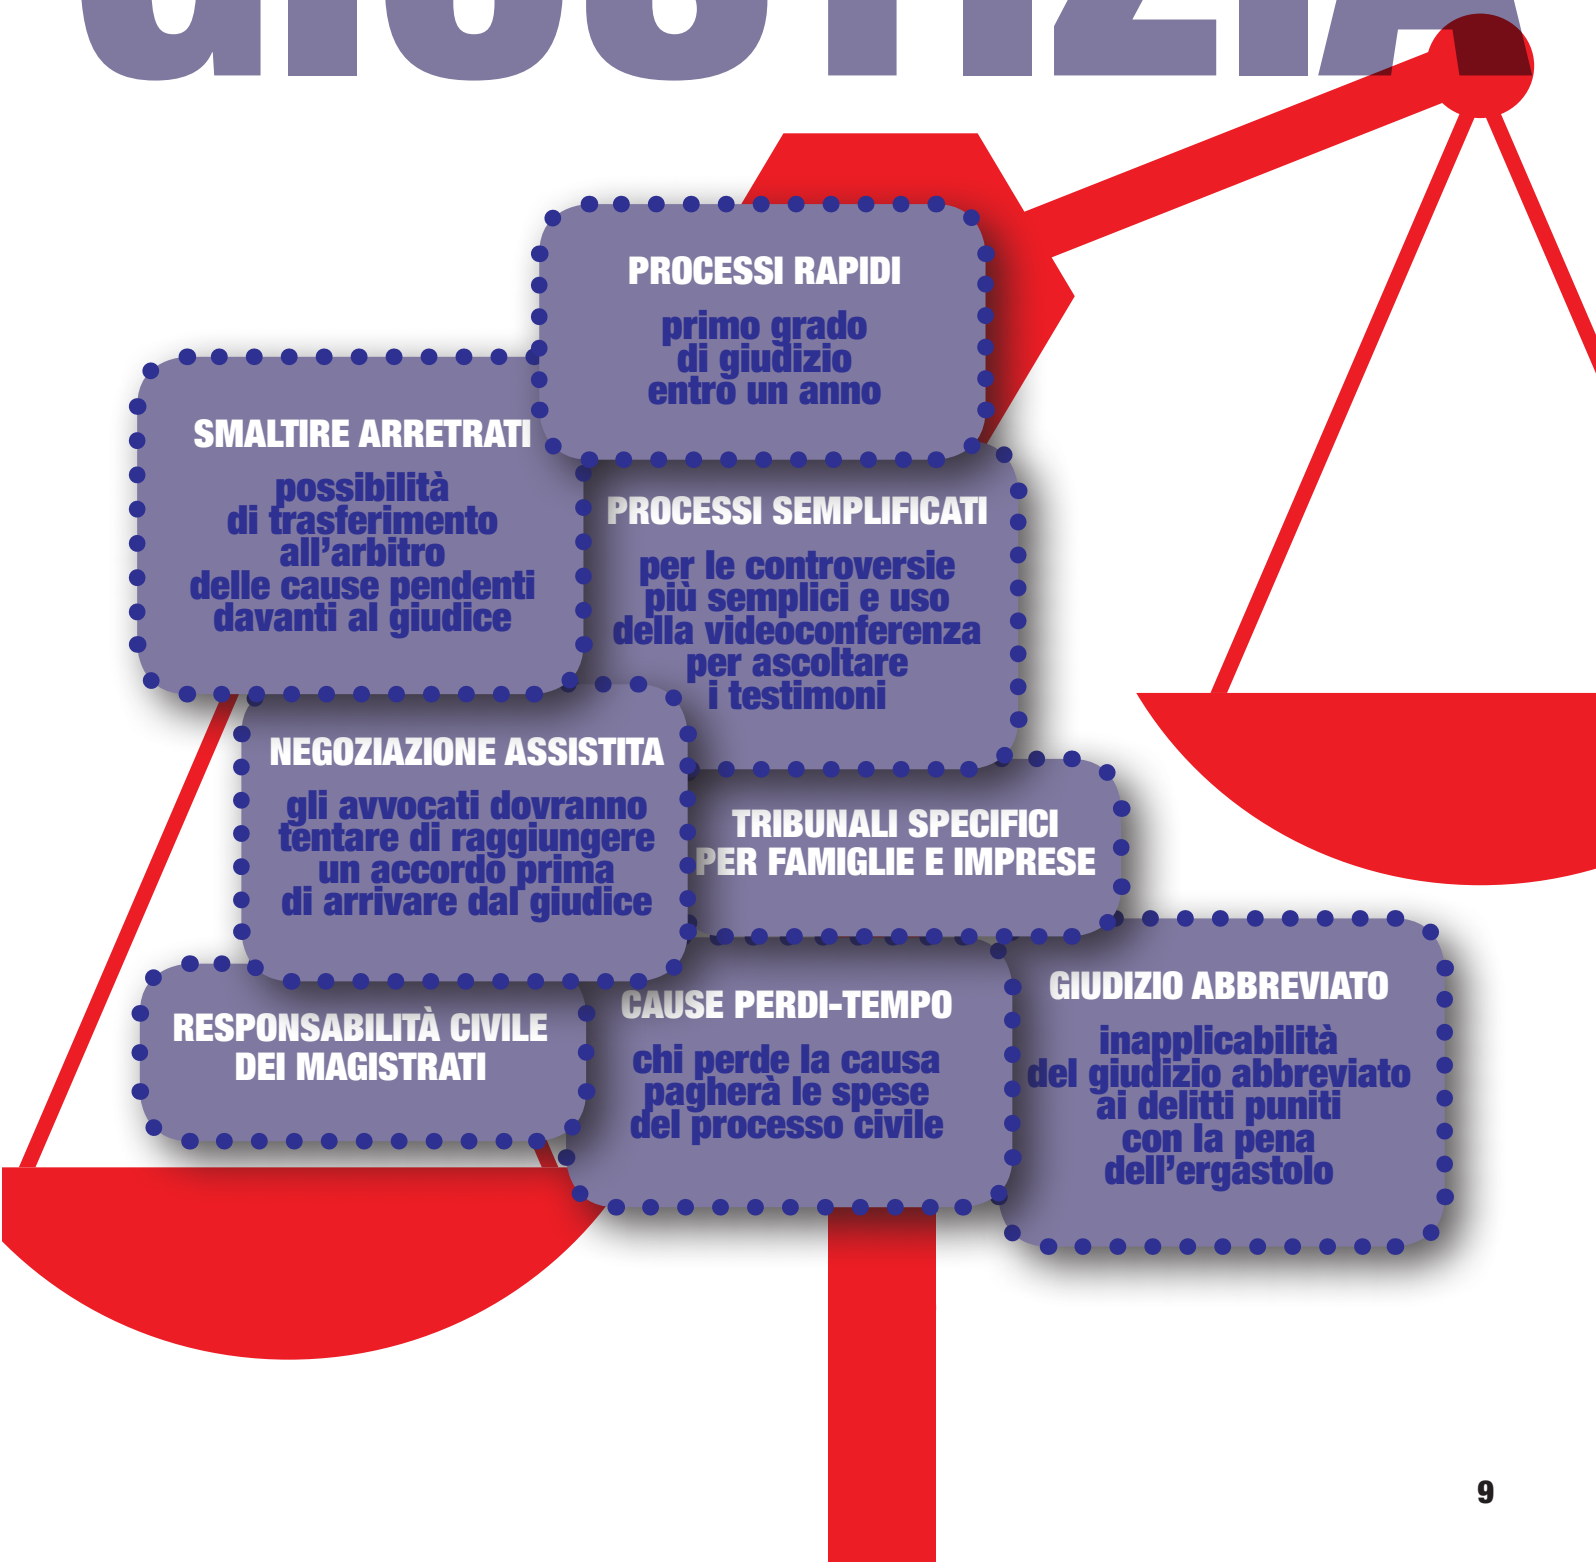 GIUSTIZIA
PROCESSI RAPIDI
primo grado
di giudizio
entro un anno
SMALTIRE ARRETRATI
possibilità
di trasferimento
all’arbitro
delle cause pendenti
davanti al giudice
PROCESSI SEMPLIFICATI
per le controversie
più semplici e uso
della videoconferenza
per ascoltare
i testimoni
NEGOZIAZIONE ASSISTITA
gli avvocati dovranno
tentare di raggiungere
un accordo prima
di arrivare dal giudice
TRIBUNALI SPECIFICI
PER FAMIGLIE E IMPRESE
RESPONSABILITÀ CIVILE
DEI MAGISTRATI
CAUSE PERDI-TEMPO
chi perde la causa
pagherà le spese
del processo civile
GIUDIZIO ABBREVIATO
inapplicabilità
del giudizio abbreviato
ai delitti puniti
con la pena
dell’ergastolo
9